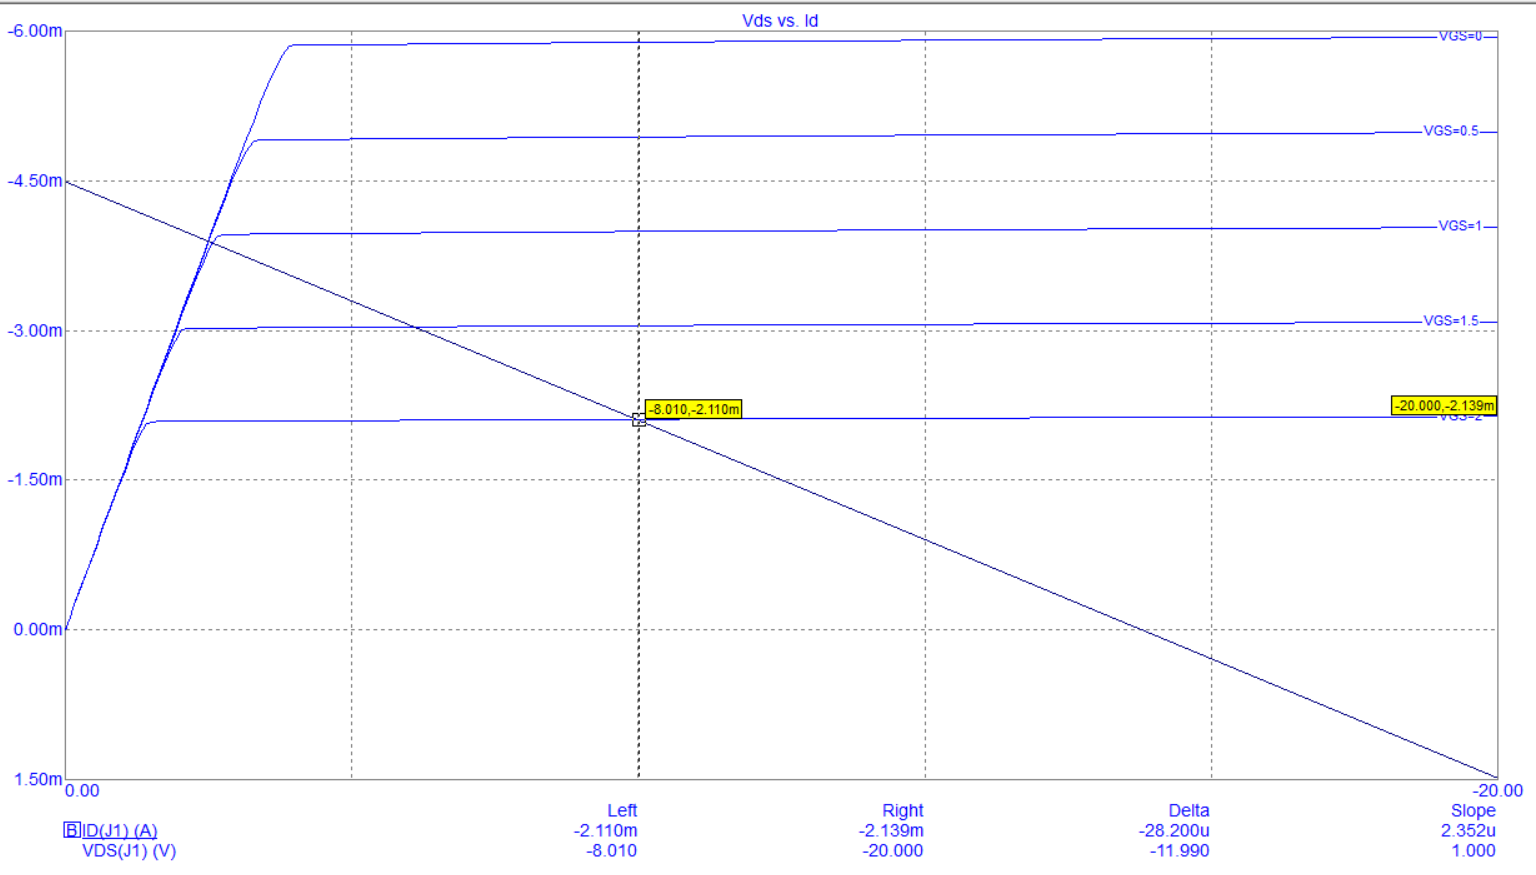 Vds vs. Id
-6.00m
VGS=0
VGS=0.5
-4.50m
VGS=1
-3.00m
VGS=1.5
-8.010,-2.110m
-20.000,-2.139m
VGS=2
-1.50m
0.00m
1.50m
0.00
-20.00
Left Right Delta Slope
B ID(J1) (A) -2.110m -2.139m -28.200u 2.352u
VDS(J1) (V) -8.010 -20.000 -11.990 1.000